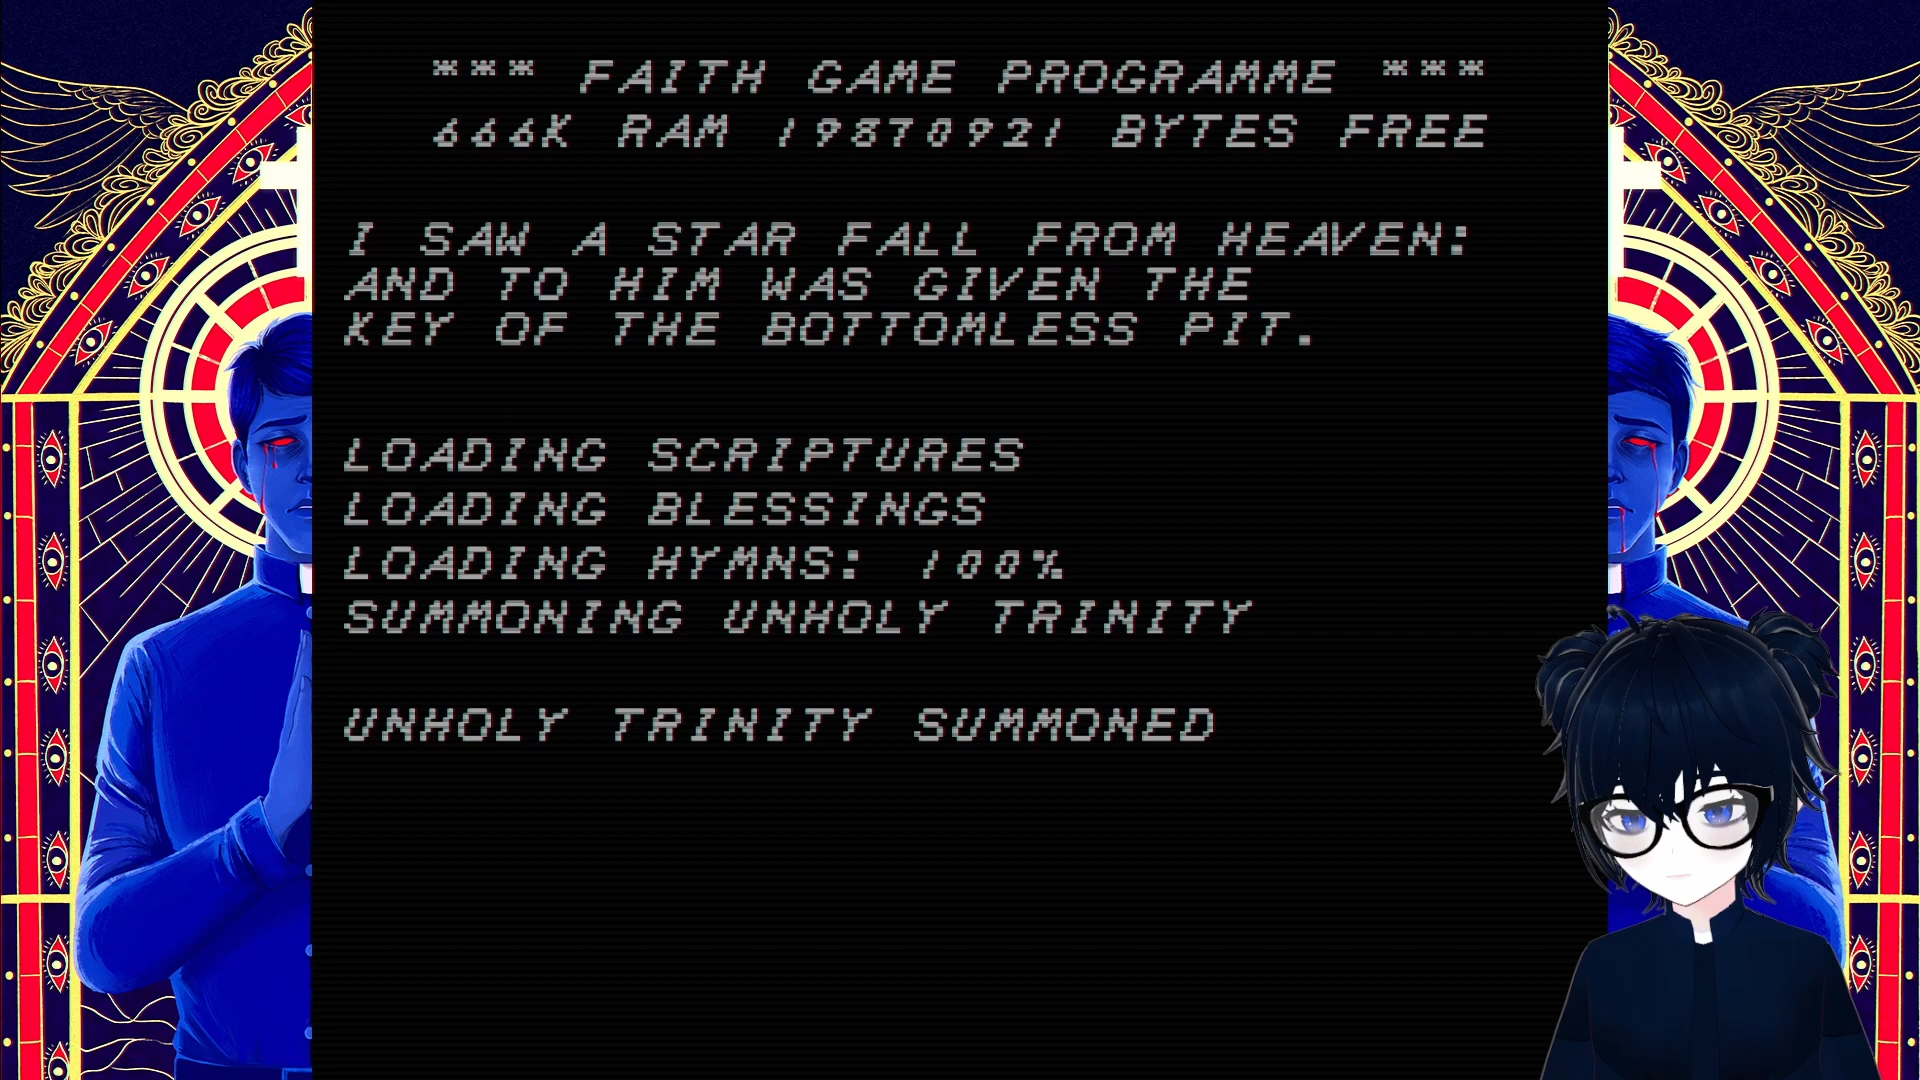 *** FAITH GAME PROGRAMME ***
666K RAM 19870921 BYTES FREE
I SAW A STAR FALL FROM HEAVEN:
AND TO HIM WAS GIVEN THE
KEY OF THE BOTTOMLESS PIT.
LOADING SCRIPTURES
LOADING BLESSINGS
LOADING HYMNS: 100%
SUMMONING UNHOLY TRINITY
UNHOLY TRINITY SUMMONED